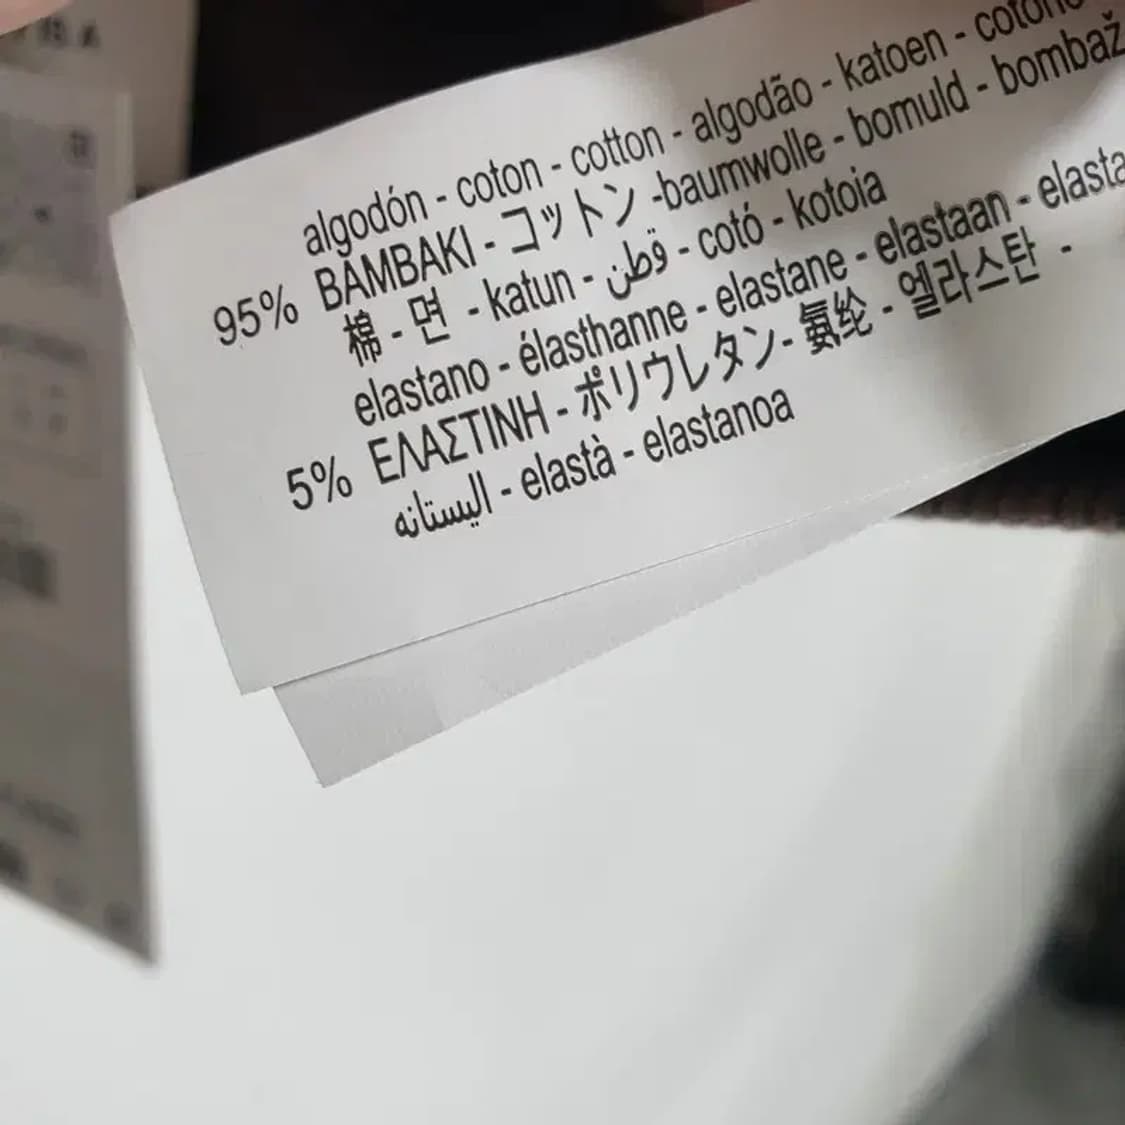 algodón - coton - cotton - algodão - katoen - cotone
95% BAMBAKI - コットン -baumwolle - bomuld - bombaž
棉 - 면 - katun - قطن - cotó - kotoia
elastano - élasthanne - elastane - elastaan - elasta
5% ΕΛΑΣΤΙΝΗ - ポリウレタン- 氨纶 - 엘라스탄 -
اليستانه - elastà - elastanoa